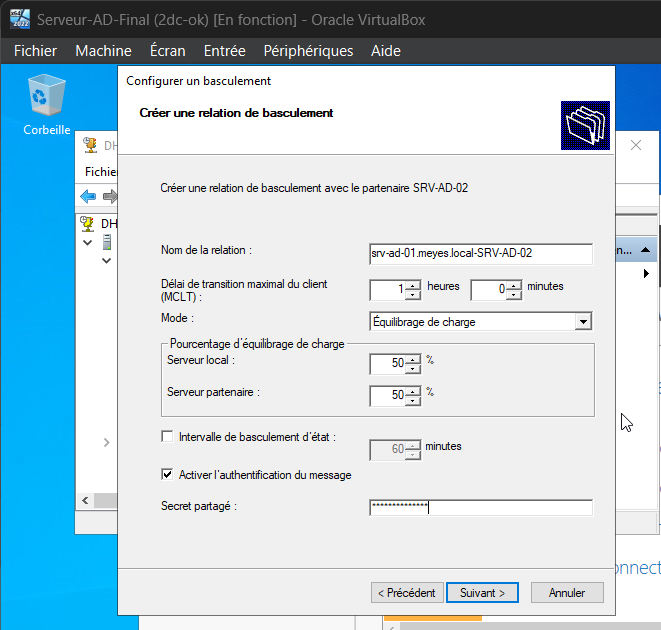 Serveur-AD-Final (2dc-ok) [En fonction] - Oracle VirtualBox
Fichier Machine Écran Entrée Périphériques Aide
Corbeille
DH
Fichie
DH
n...
Configurer un basculement
Créer une relation de basculement
Créer une relation de basculement avec le partenaire SRV-AD-02
Nom de la relation :
srv-ad-01.meyes.local-SRV-AD-02
Délai de transition maximal du client
(MCLT) :
1 heures 0 minutes
Mode :
Équilibrage de charge
Pourcentage d'équilibrage de charge
Serveur local :
50 %
Serveur partenaire :
50 %
Intervalle de basculement d'état :
60 minutes
Activer l'authentification du message
Secret partagé :
**************
onnect
< Précédent Suivant > Annuler